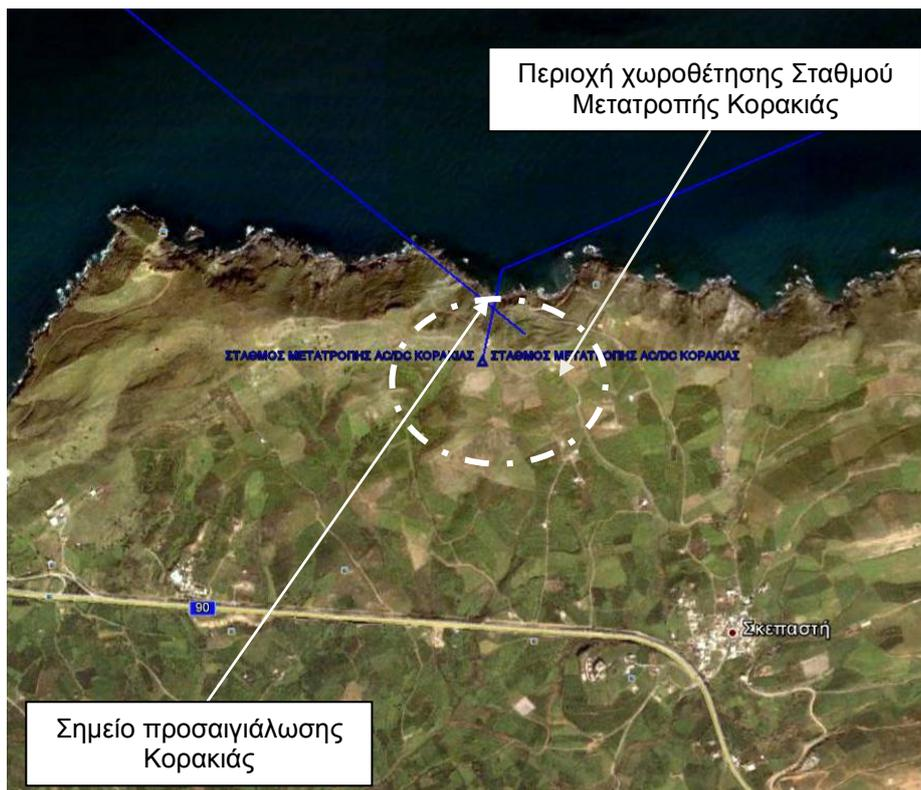 Περιοχή χωροθέτησης Σταθμού
Μετατροπής Κορακιάς
ΣΤΑΘΜΟΣ ΜΕΤΑΤΡΟΠΗΣ AC/DC ΚΟΡΑΚΙΑΣ
ΣΤΑΘΜΟΣ ΜΕΤΑΤΡΟΠΗΣ AC/DC ΚΟΡΑΚΙΑΣ
90
Σκεπαστή
Σημείο προσαιγιάλωσης
Κορακιάς